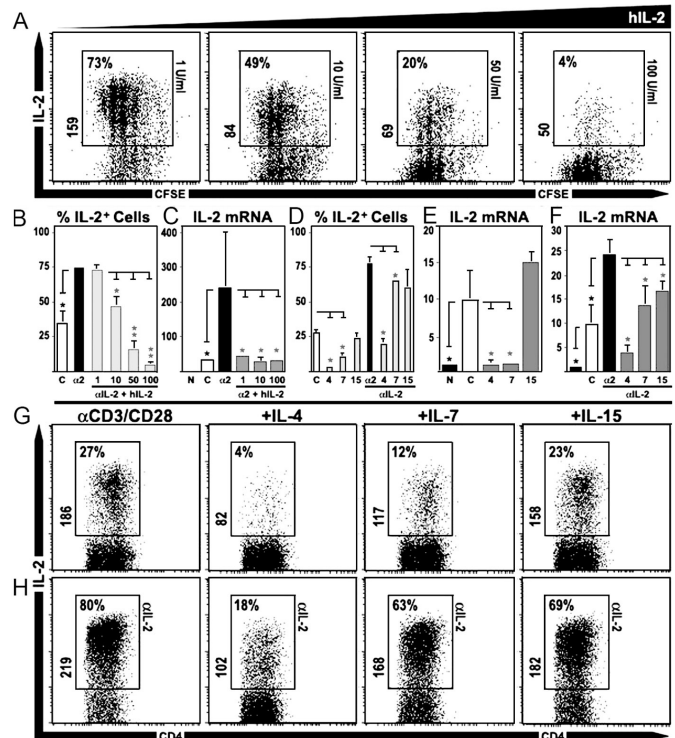 A
hIL-2
IL-2
73%
159
1 U/ml
49%
84
10 U/ml
20%
69
50 U/ml
4%
50
100 U/ml
CFSE
CFSE
B
% IL-2+ Cells
100
75
50
25
*
*
* *
* *
C α2 1 10 50 100
αIL-2 + hIL-2
C
IL-2 mRNA
400
300
200
100
*
* * *
N C α2 1 10 100
α2 + hIL-2
D
% IL-2+ Cells
100
75
50
25
* *
* *
C 4 7 15 α2 4 7 15
αIL-2
E
IL-2 mRNA
20
15
10
5
*
* *
N C 4 7 15
F
IL-2 mRNA
30
25
20
15
10
5
* *
* * *
C α2 4 7 15
αIL-2
G
αCD3/CD28
+IL-4
+IL-7
+IL-15
27%
186
4%
82
12%
117
23%
158
IL-2
H
80%
219
αIL-2
18%
102
αIL-2
63%
168
αIL-2
69%
182
αIL-2
CD4
CD4